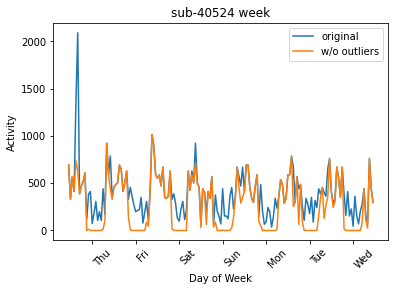 sub-40524 week
original
w/o outliers
2000
1500
1000
500
0
Activity
Thu
Fri
Sat
Sun
Mon
Tue
Wed
Day of Week